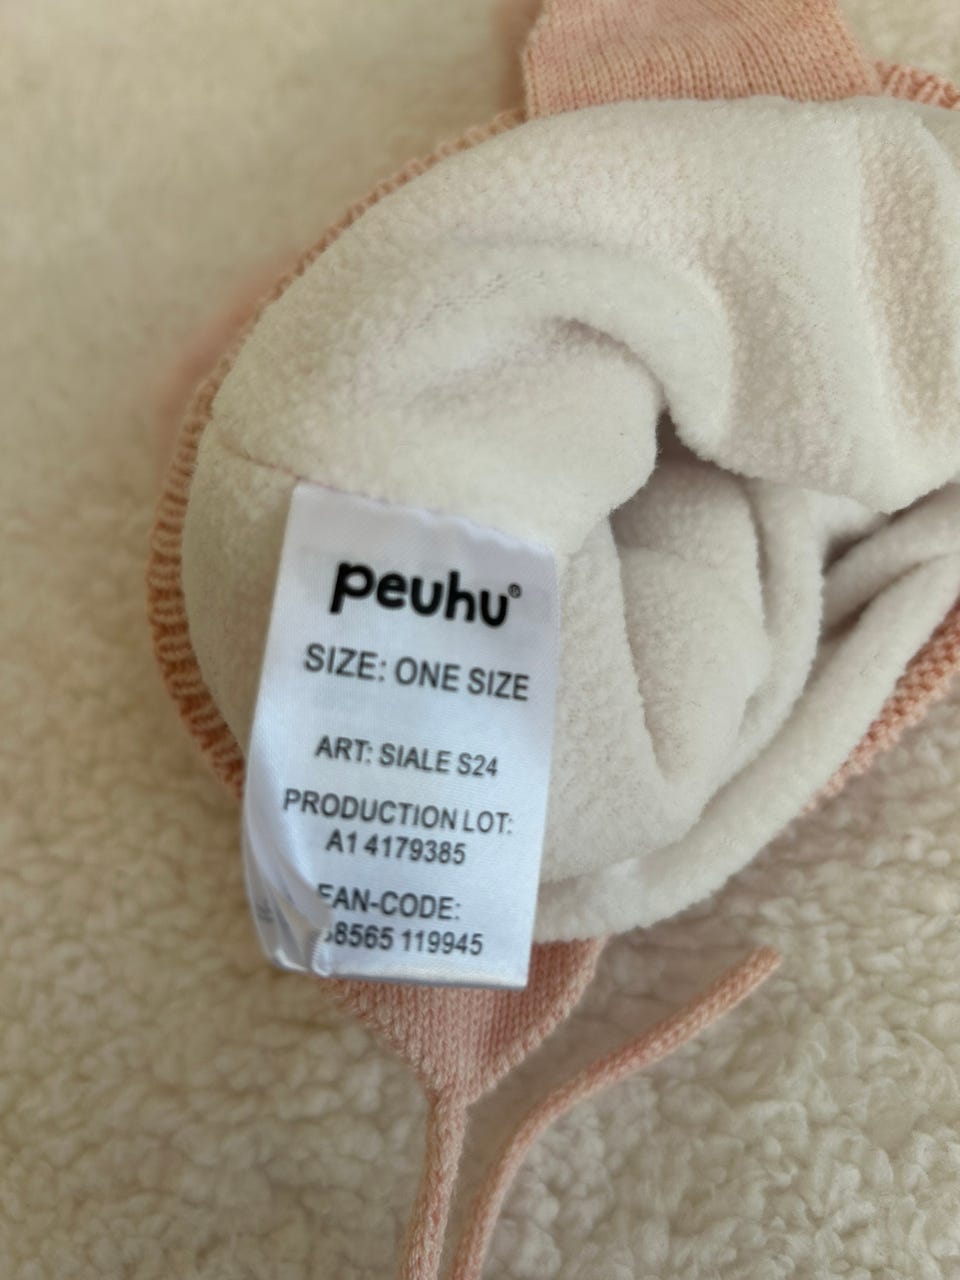 peuhu®
SIZE: ONE SIZE
ART: SIALE S24
PRODUCTION LOT:
A1 4179385
EAN-CODE:
8565 119945